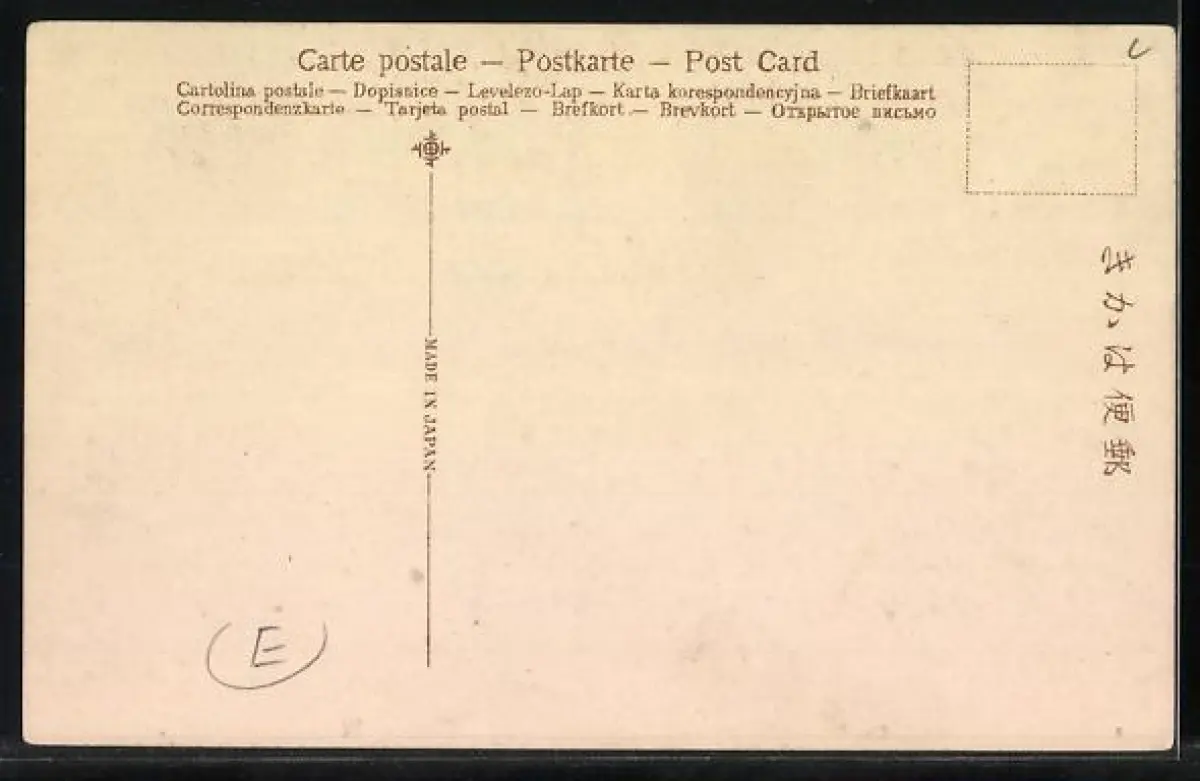 Carte postale — Postkarte — Post Card
Cartolina postale — Dopisnice — Levelezo-Lap — Karta korespondencyjna — Briefkaart
Correspondenzkarte — Tarjeta postal — Brefkort — Brevkort — Открытое письмо
MADE IN JAPAN
きかは便郵
E